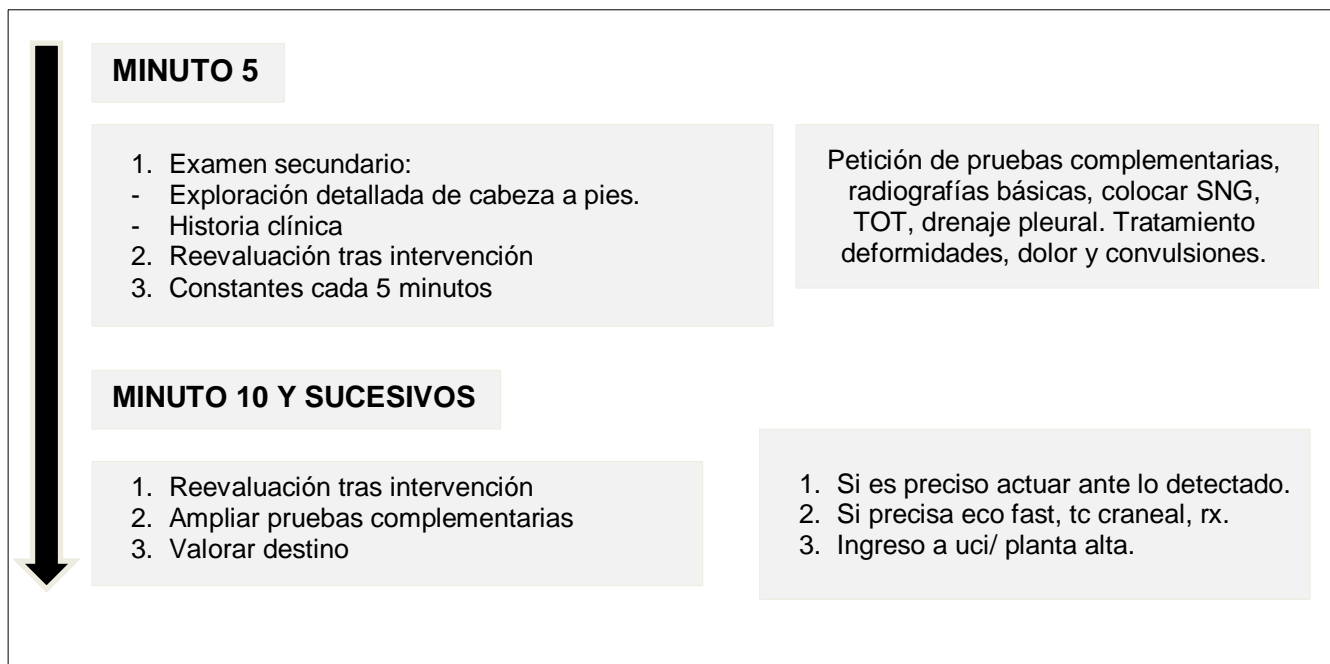 MINUTO 5
1. Examen secundario:
- Exploración detallada de cabeza a pies.
- Historia clínica
2. Reevaluación tras intervención
3. Constantes cada 5 minutos
Petición de pruebas complementarias,
radiografías básicas, colocar SNG,
TOT, drenaje pleural. Tratamiento
deformidades, dolor y convulsiones.
MINUTO 10 Y SUCESIVOS
1. Reevaluación tras intervención
2. Ampliar pruebas complementarias
3. Valorar destino
1. Si es preciso actuar ante lo detectado.
2. Si precisa eco fast, tc craneal, rx.
3. Ingreso a uci/ planta alta.